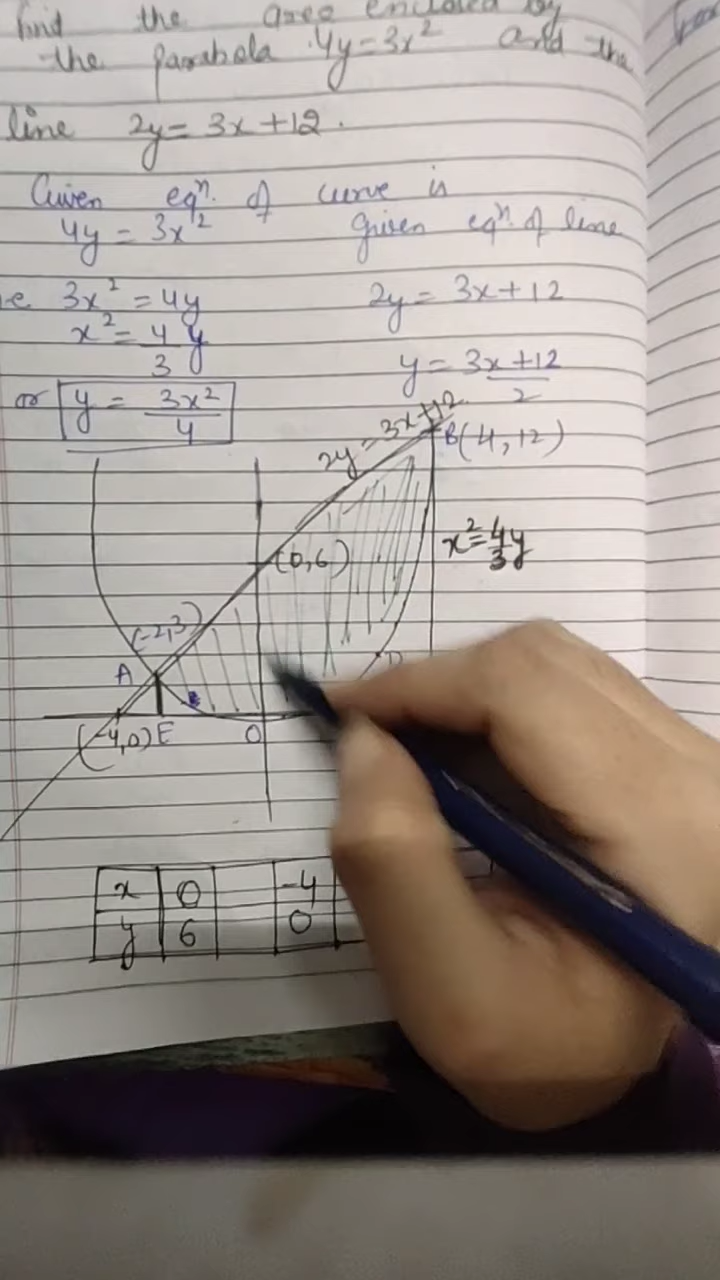 find the area enclosed by
the parabola 4y = 3x² and the
line 2y = 3x + 12.
Given eqⁿ. of curve is
4y = 3x²
given eqⁿ. of line
i.e 3x² = 4y
2y = 3x + 12
x² = 4/3 y
y = 3x + 12 / 2
or y = 3x² / 4
2y = 3x + 12
B(4, 12)
x² = 4/3 y
(0, 6)
(-2, 3)
A
D
(-4, 0) E
O
x 0 -4
y 6 0